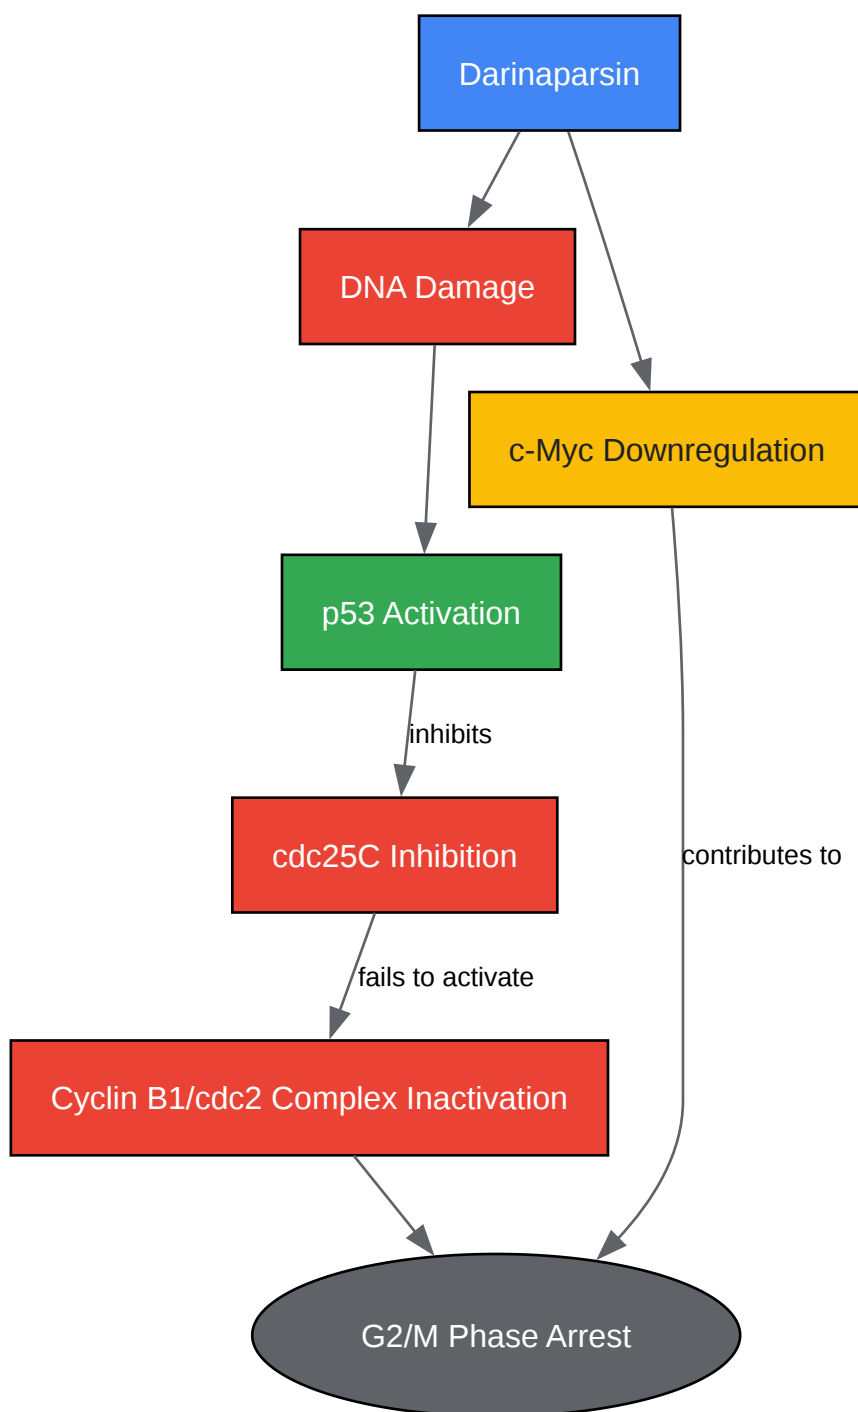 Darinaparsin
DNA Damage
c-Myc Downregulation
p53 Activation
inhibits
cdc25C Inhibition
contributes to
fails to activate
Cyclin B1/cdc2 Complex Inactivation
G2/M Phase Arrest